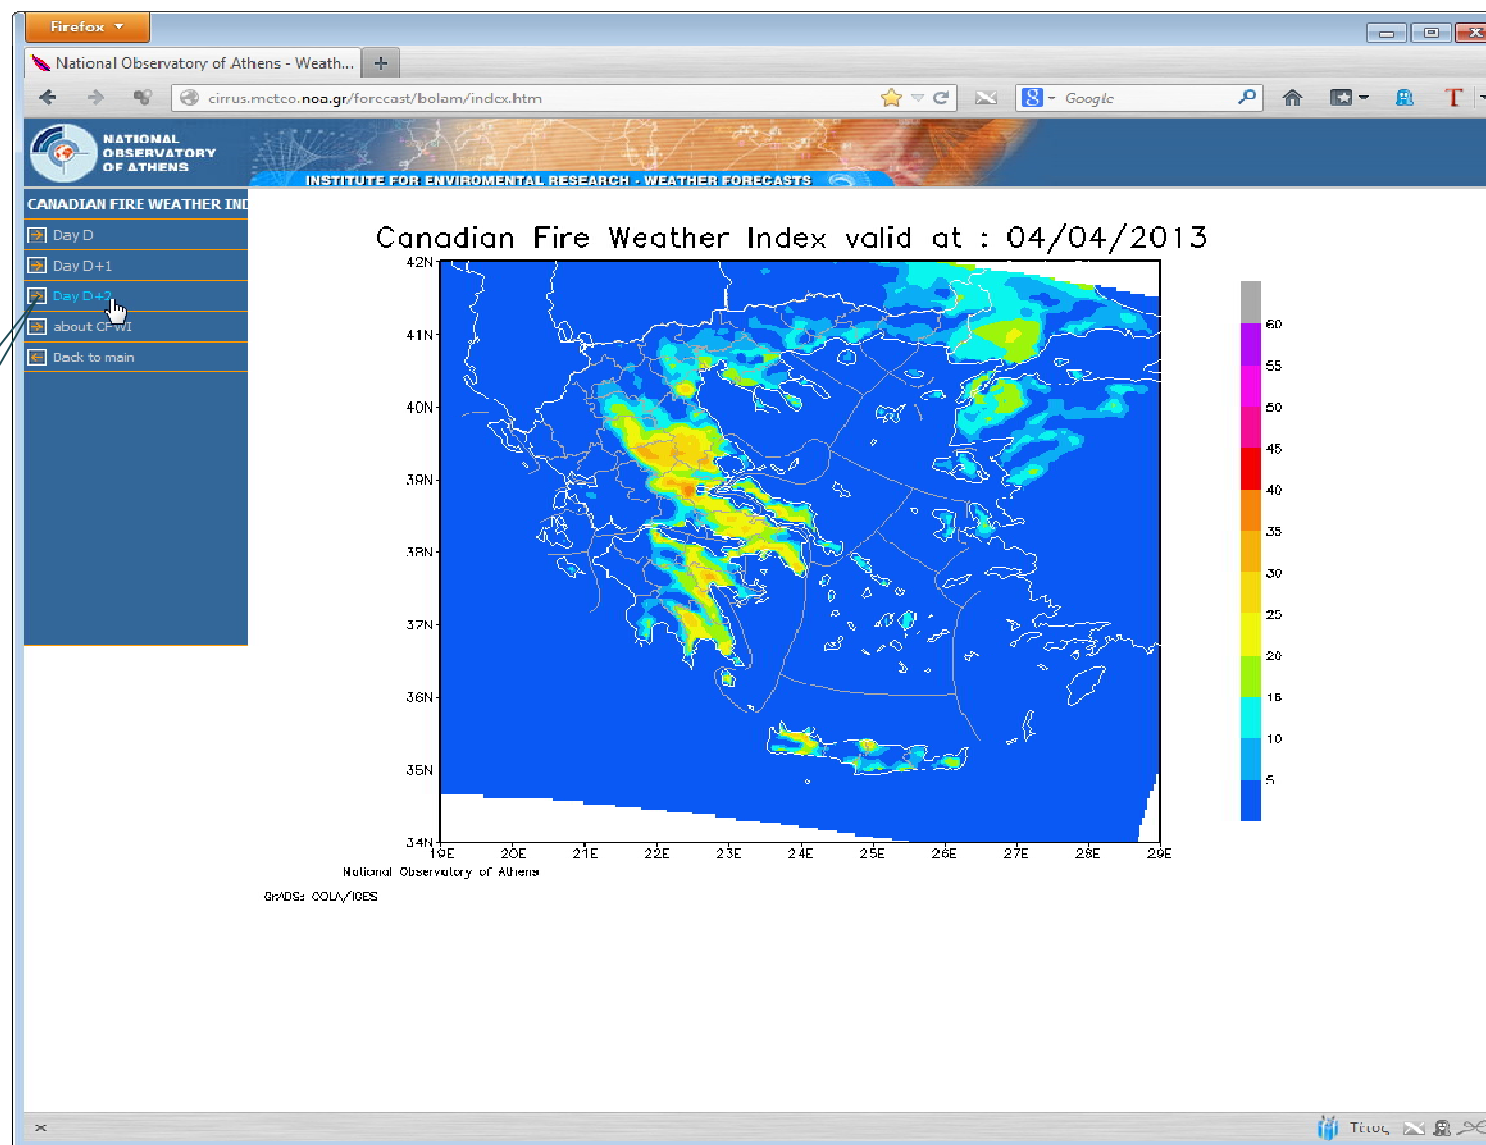 Firefox
National Observatory of Athens - Weath...
cirrus.meteo.noa.gr/forecast/bolam/index.htm
Google
NATIONAL
OBSERVATORY
OF ATHENS
INSTITUTE FOR ENVIROMENTAL RESEARCH - WEATHER FORECASTS
CANADIAN FIRE WEATHER IND
Day D
Day D+1
Day D+2
about CFWI
Back to main
Canadian Fire Weather Index valid at : 04/04/2013
42N
41N
40N
39N
38N
37N
36N
35N
34N
19E 20E 21E 22E 23E 24E 25E 26E 27E 28E 29E
60
55
50
45
40
35
30
25
20
15
10
5
National Observatory of Athens
GrADS: COLA/IGES